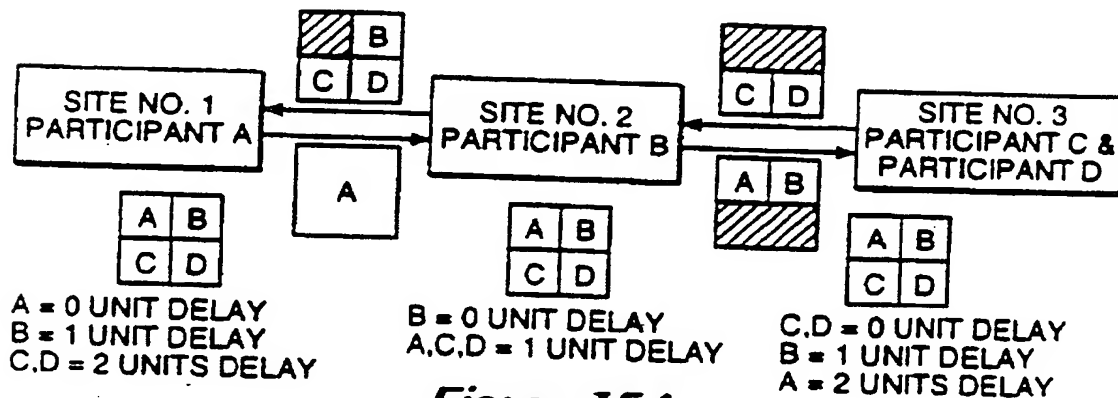 B
C D
SITE NO. 1
PARTICIPANT A
A
SITE NO. 2
PARTICIPANT B
C D
A B
SITE NO. 3
PARTICIPANT C &
PARTICIPANT D
A B
C D
A = 0 UNIT DELAY
B = 1 UNIT DELAY
C,D = 2 UNITS DELAY
A B
C D
B = 0 UNIT DELAY
A,C,D = 1 UNIT DELAY
A B
C D
C,D = 0 UNIT DELAY
B = 1 UNIT DELAY
A = 2 UNITS DELAY